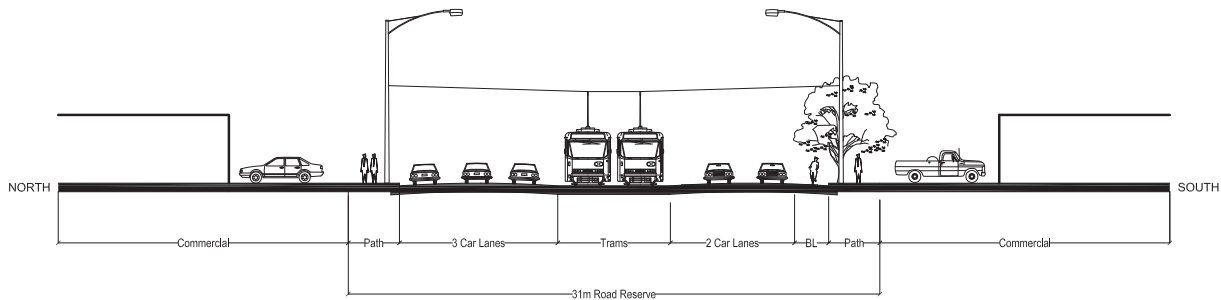 NORTH
SOUTH
Commercial
Path
3 Car Lanes
Trams
2 Car Lanes
BL
Path
Commercial
31m Road Reserve